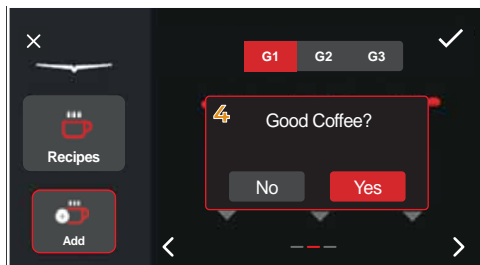 G1 G2 G3
4 Good Coffee?
Recipes
No Yes
Add